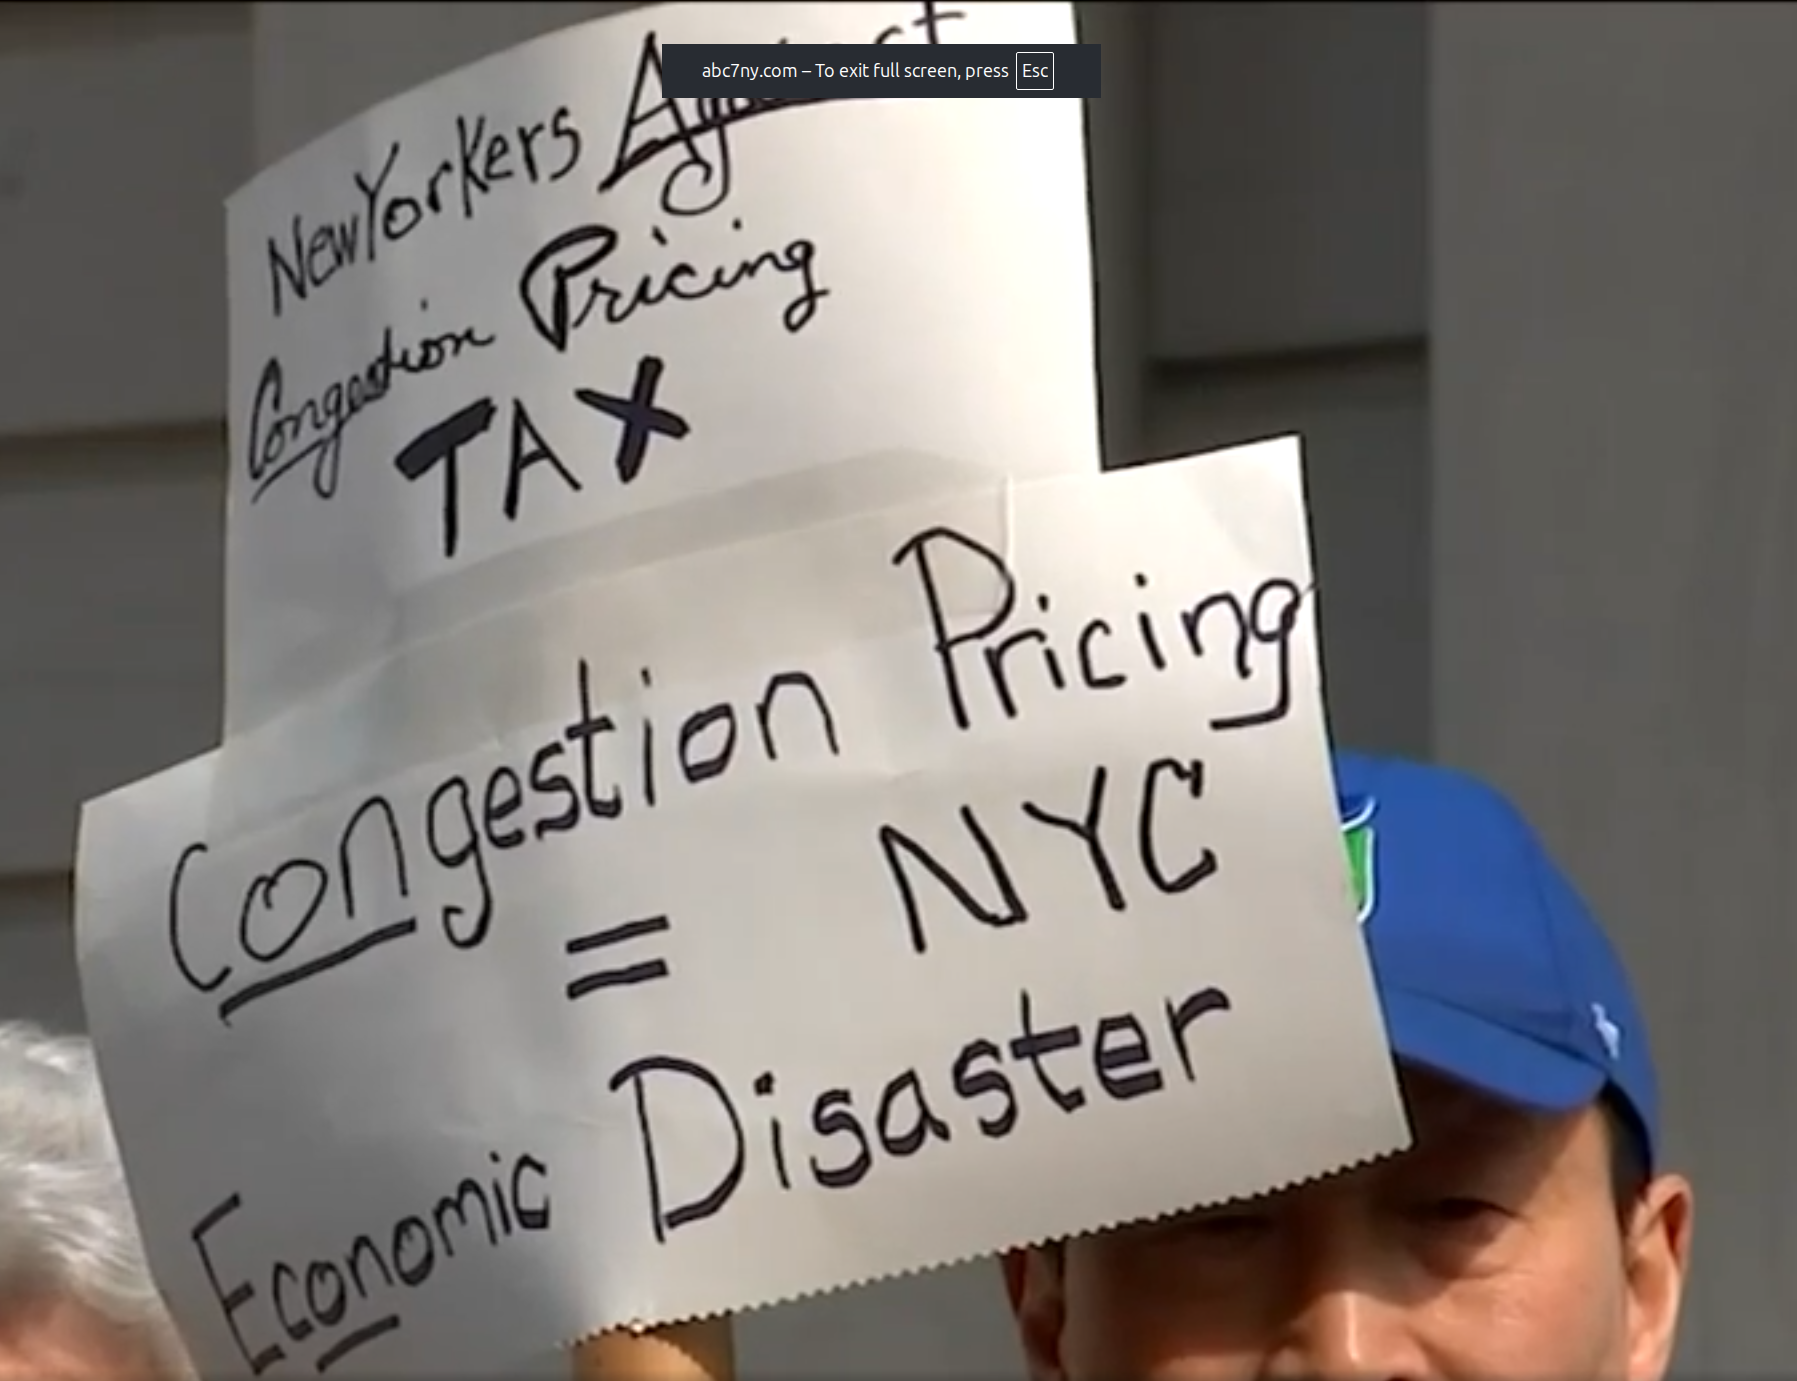 abc7ny.com – To exit full screen, press Esc
NewYorkers Against
Congestion Pricing
TAX
Congestion Pricing
= NYC
Economic Disaster